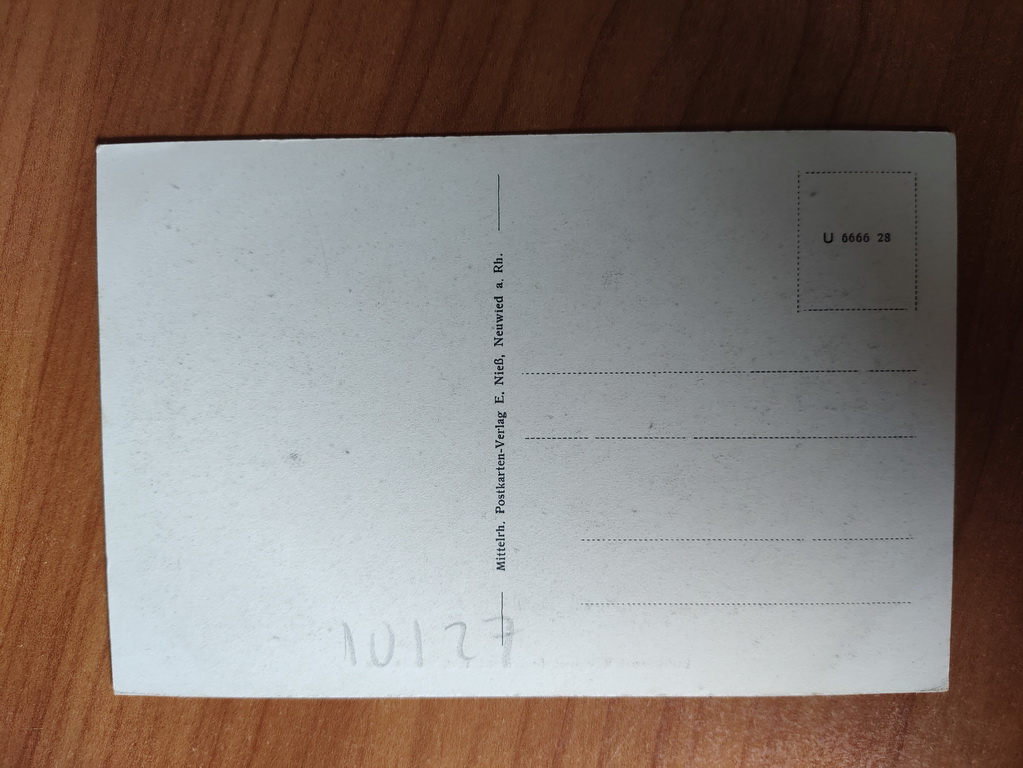 U 6666 28
Mittelrh. Postkarten-Verlag E. Nieß, Neuwied a. Rh.
10127